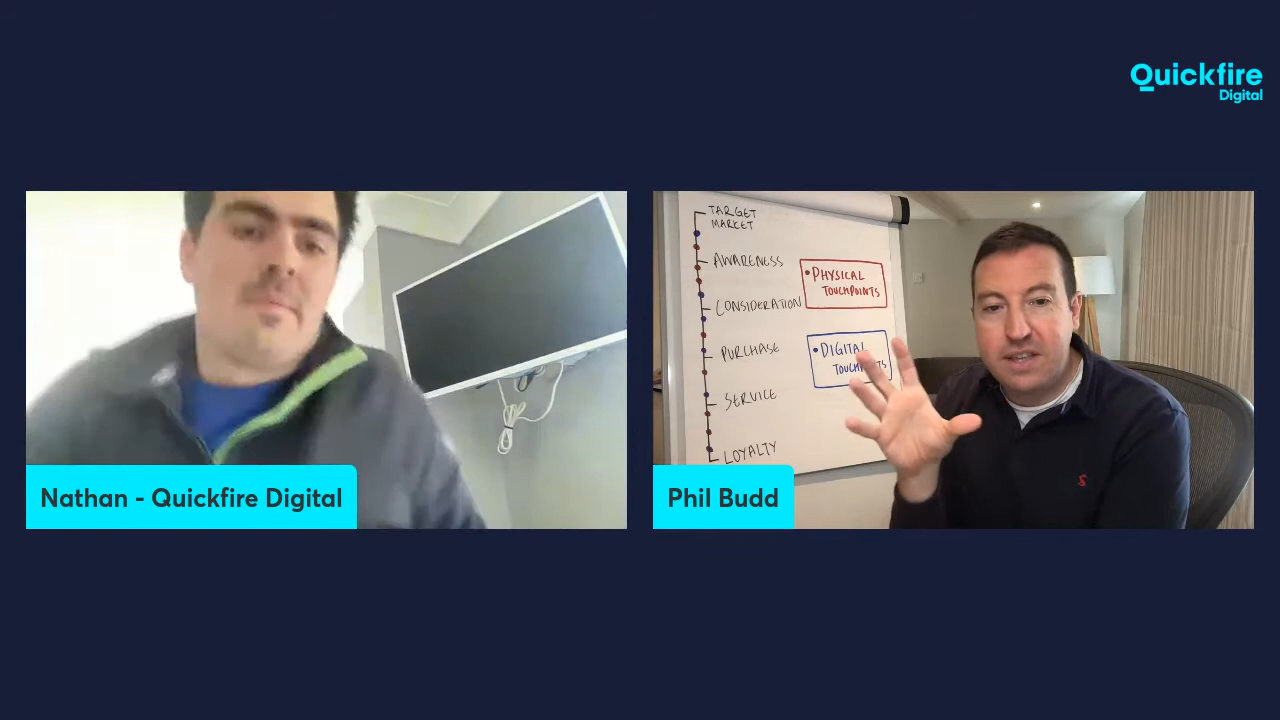 Quickfire
Digital
TARGET
MARKET
AWARENESS
CONSIDERATION
PURCHASE
SERVICE
LOYALTY
• PHYSICAL
TOUCHPOINTS
• DIGITAL
Nathan - Quickfire Digital
Phil Budd